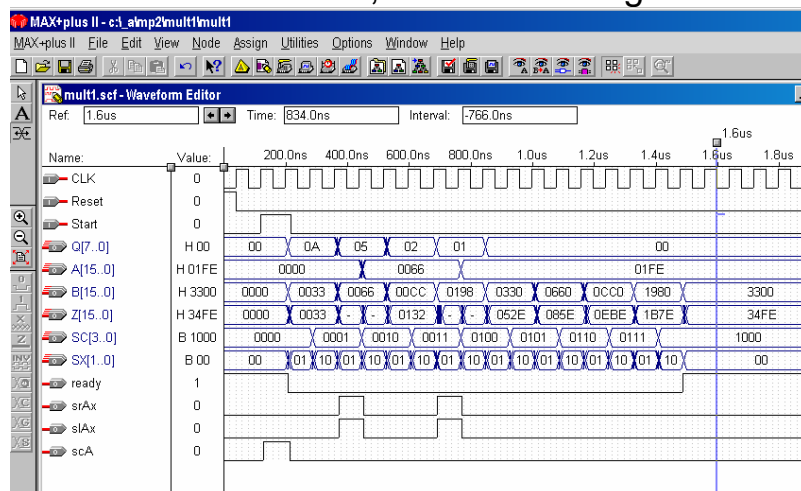 MAX+plus II - c:\_a\mp2\mult1\mult1
MAX+plus II File Edit View Node Assign Utilities Options Window Help
mult1.scf - Waveform Editor
Ref: 1.6us Time: 834.0ns Interval: -766.0ns
1.6us
Name: Value: 200.0ns 400.0ns 600.0ns 800.0ns 1.0us 1.2us 1.4us 1.6us 1.8us
CLK 0
Reset 0
Start 0
Q[7..0] H 00 00 0A 05 02 01 00
A[15..0] H 01FE 0000 0066 01FE
B[15..0] H 3300 0000 0033 0066 00CC 0198 0330 0660 0CC0 1980 3300
Z[15..0] H 34FE 0000 0033 - - 0132 - - 052E 085E 0EBE 1B7E 34FE
SC[3..0] B 1000 0000 0001 0010 0011 0100 0101 0110 0111 1000
SX[1..0] B 00 00 01 10 01 10 01 10 01 10 01 10 01 10 01 10 01 10 00
ready 1
srAx 0
slAx 0
scA 0